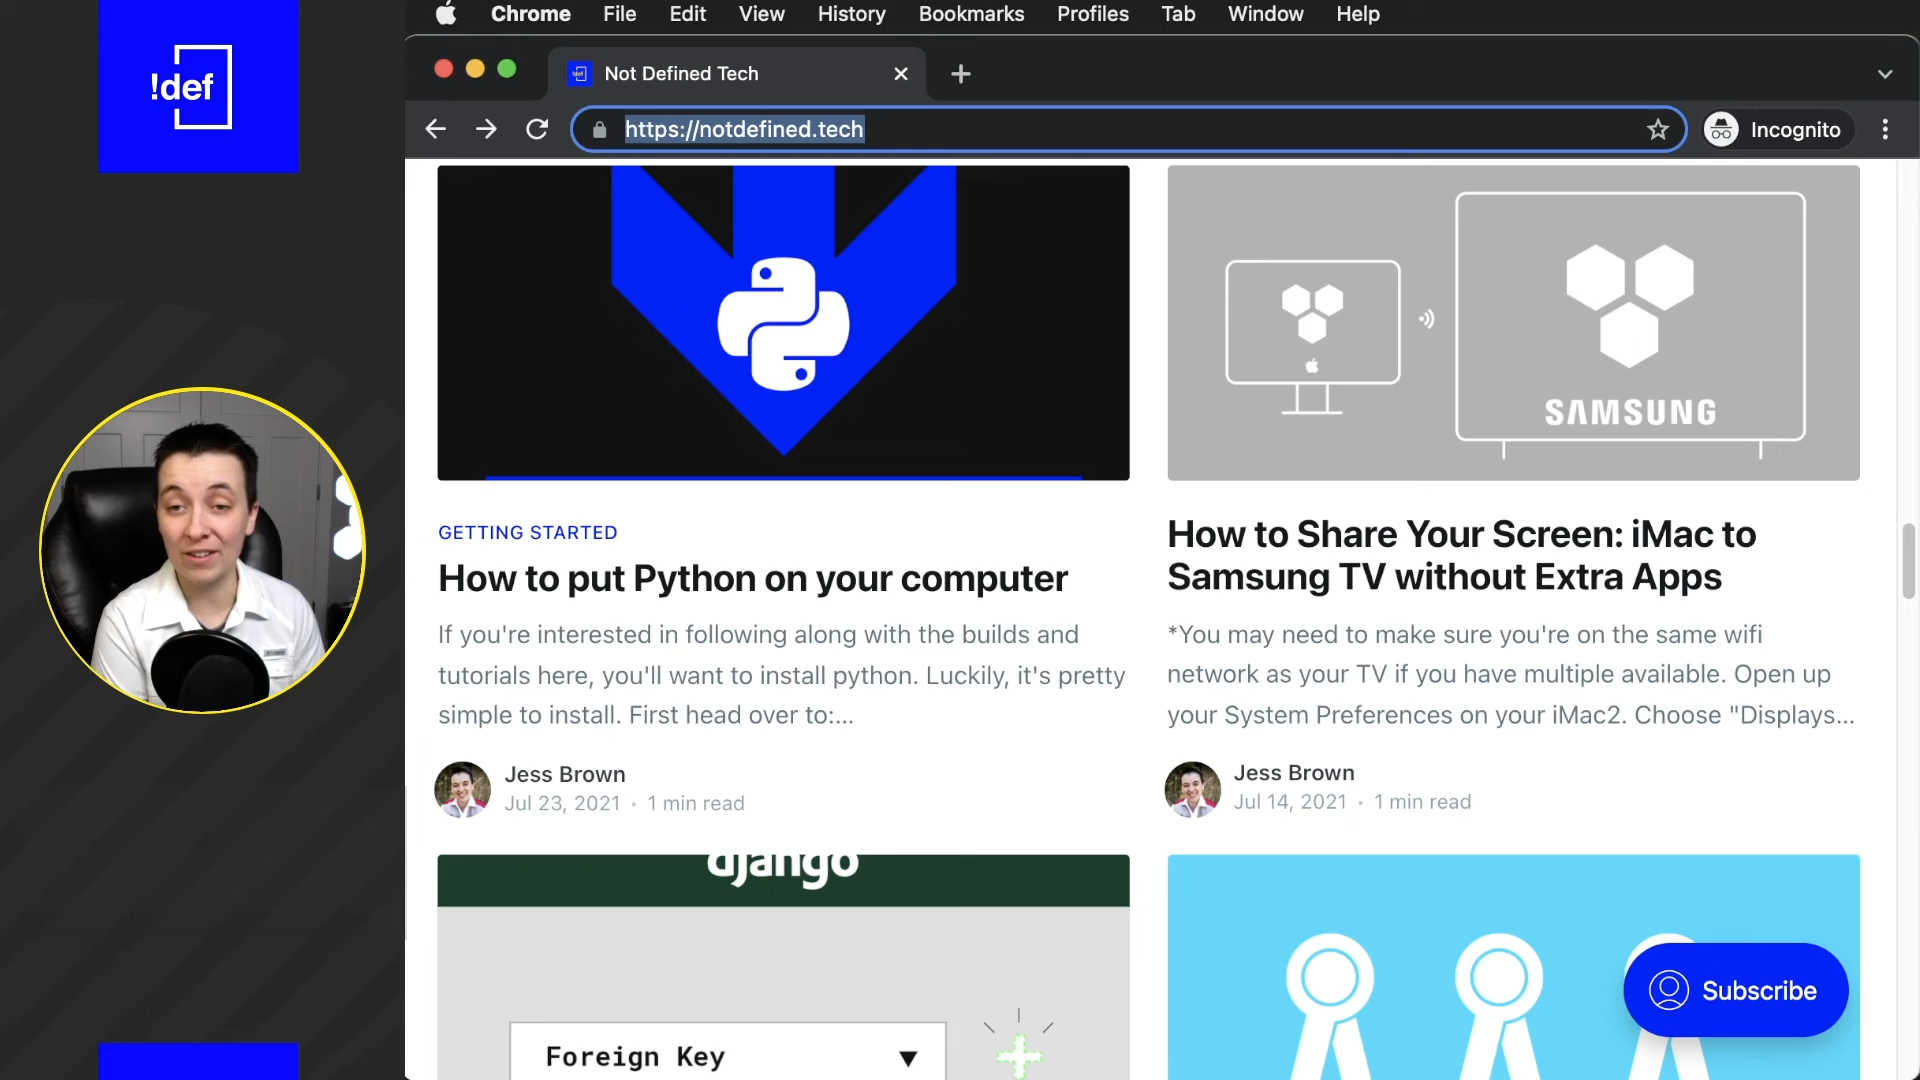 !def
Chrome File Edit View History Bookmarks Profiles Tab Window Help
Not Defined Tech
https://notdefined.tech
Incognito
SAMSUNG
GETTING STARTED
How to put Python on your computer
If you're interested in following along with the builds and
tutorials here, you'll want to install python. Luckily, it's pretty
simple to install. First head over to:...
Jess Brown
Jul 23, 2021 • 1 min read
How to Share Your Screen: iMac to
Samsung TV without Extra Apps
*You may need to make sure you're on the same wifi
network as your TV if you have multiple available. Open up
your System Preferences on your iMac2. Choose "Displays...
Jess Brown
Jul 14, 2021 • 1 min read
django
Foreign Key
Subscribe